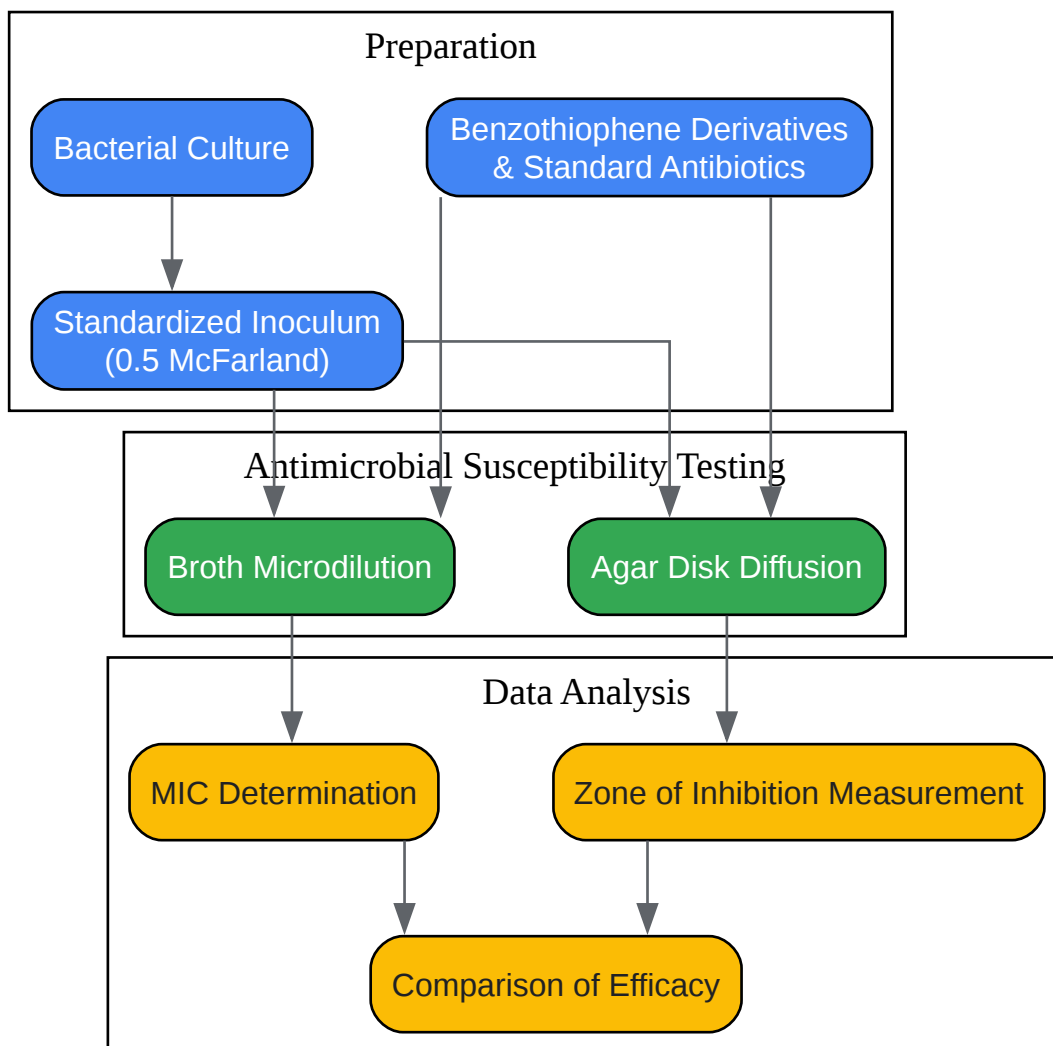 Preparation
Bacterial Culture
Benzothiophene Derivatives
& Standard Antibiotics
Standardized Inoculum
(0.5 McFarland)
Antimicrobial Susceptibility Testing
Broth Microdilution
Agar Disk Diffusion
Data Analysis
MIC Determination
Zone of Inhibition Measurement
Comparison of Efficacy